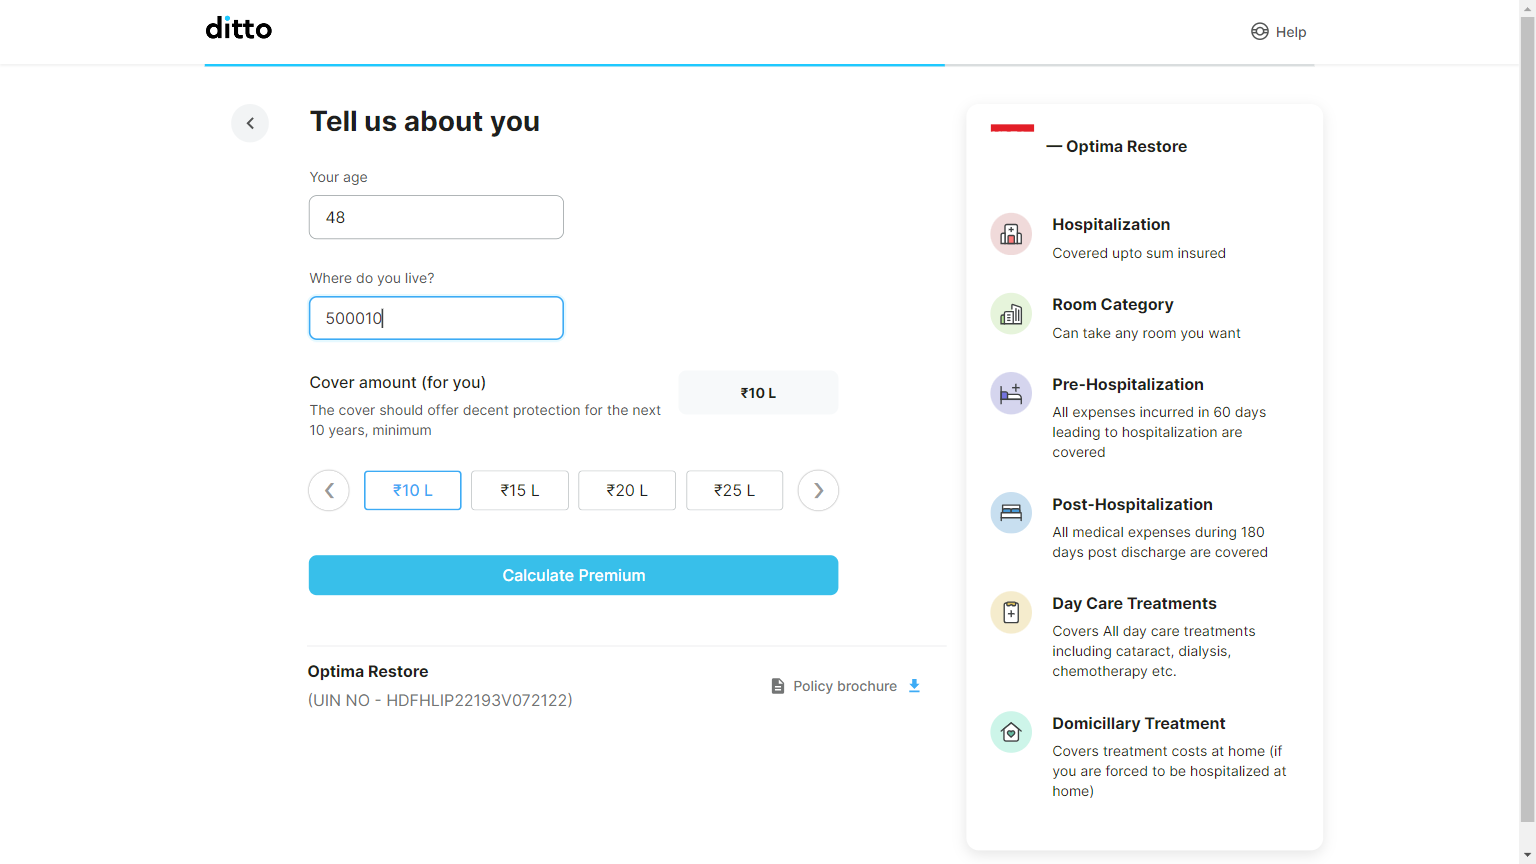 ditto
Help
Tell us about you
Your age
48
Where do you live?
500010
Cover amount (for you)
The cover should offer decent protection for the next
10 years, minimum
₹10 L
₹10 L
₹15 L
₹20 L
₹25 L
Calculate Premium
Optima Restore
(UIN NO - HDFHLIP22193V072122)
Policy brochure
— Optima Restore
Hospitalization
Covered upto sum insured
Room Category
Can take any room you want
Pre-Hospitalization
All expenses incurred in 60 days
leading to hospitalization are
covered
Post-Hospitalization
All medical expenses during 180
days post discharge are covered
Day Care Treatments
Covers All day care treatments
including cataract, dialysis,
chemotherapy etc.
Domicillary Treatment
Covers treatment costs at home (if
you are forced to be hospitalized at
home)